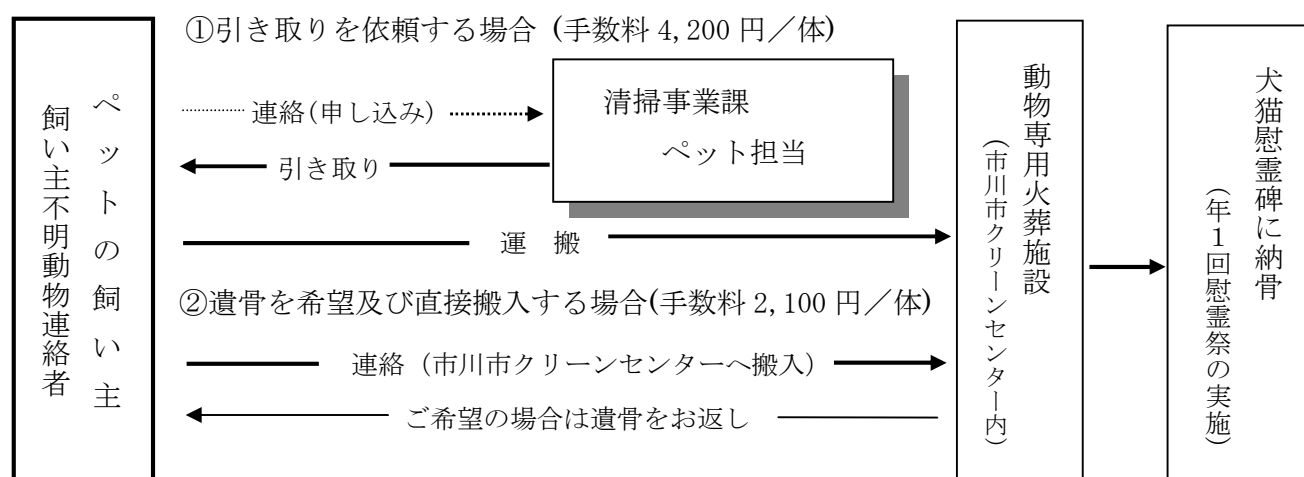 ペットの飼い主
飼い主不明動物連絡者
①引き取りを依頼する場合 (手数料 4,200 円／体)
連絡(申し込み)
清掃事業課
ペット担当
引き取り
運　搬
②遺骨を希望及び直接搬入する場合(手数料 2,100 円／体)
連絡（市川市クリーンセンターへ搬入）
ご希望の場合は遺骨をお返し
動物専用火葬施設
（市川市クリーンセンター内）
犬猫慰霊碑に納骨
（年１回慰霊祭の実施）